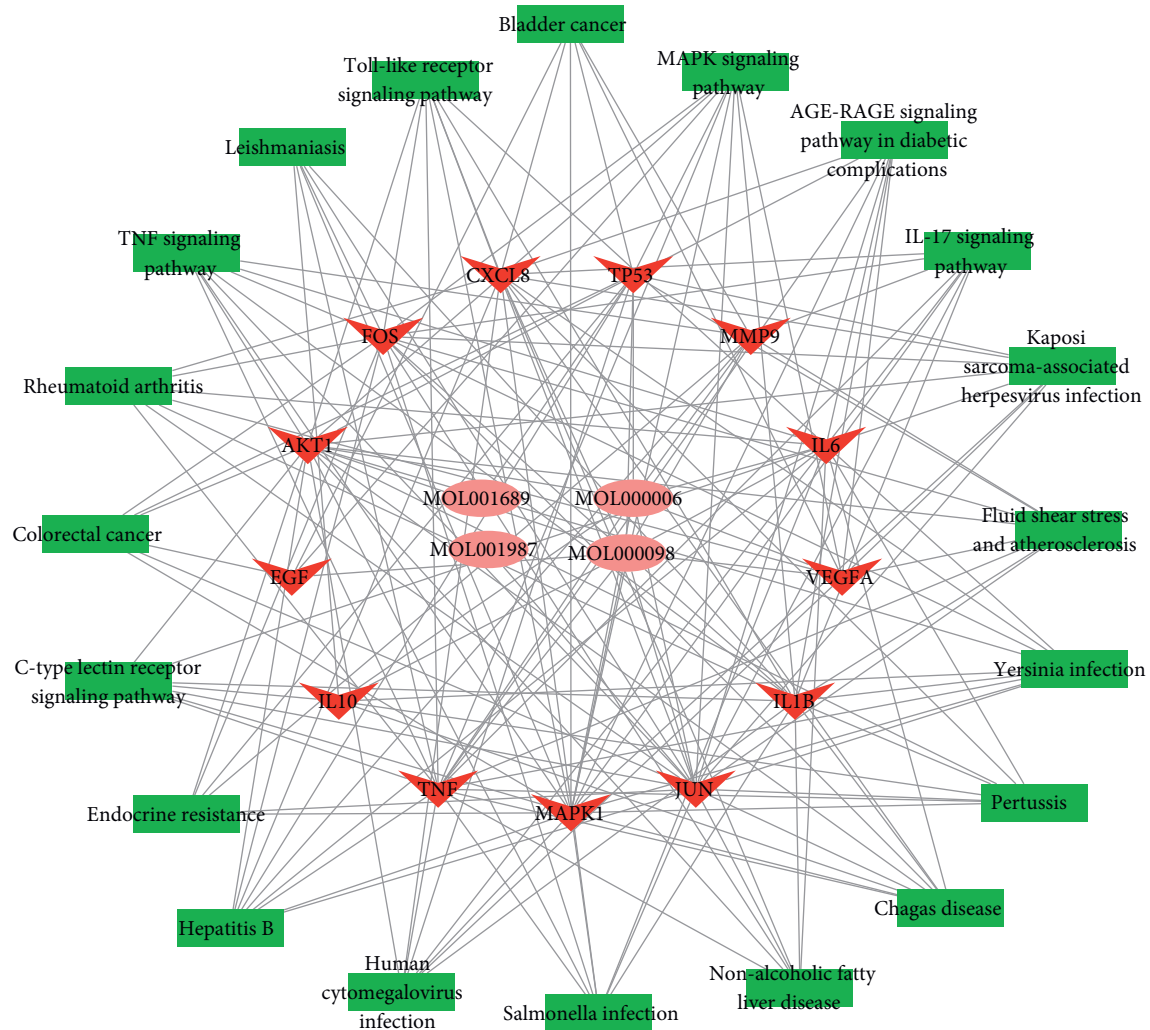 Bladder cancer
Toll-like receptor
signaling pathway
MAPK signaling
pathway
AGE-RAGE signaling
pathway in diabetic
complications
Leishmaniasis
TNF signaling
pathway
IL-17 signaling
pathway
CXCL8
TP53
FOS
MMP9
Kaposi
sarcoma-associated
herpesvirus infection
Rheumatoid arthritis
AKT1
IL6
MOL001689
MOL000006
Colorectal cancer
Fluid shear stress
and atherosclerosis
MOL001987
MOL000098
EGF
VEGFA
C-type lectin receptor
signaling pathway
Yersinia infection
IL10
IL1B
TNF
JUN
Endocrine resistance
MAPK1
Pertussis
Hepatitis B
Chagas disease
Human
cytomegalovirus
infection
Non-alcoholic fatty
liver disease
Salmonella infection